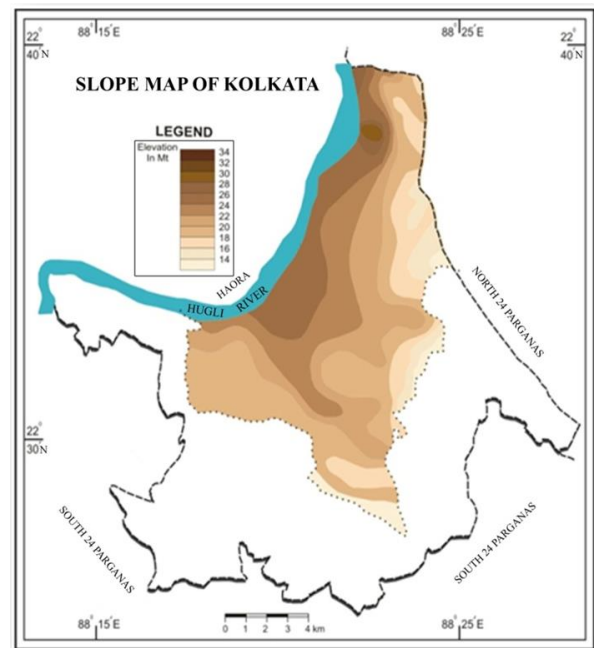 88°15'E
88°25'E
22°
40'N
22°
40'N
SLOPE MAP OF KOLKATA
LEGEND
Elevation
In Mt
34
32
30
28
26
24
22
20
18
16
14
HAORA
HUGLI RIVER
NORTH 24 PARGANAS
22°
30'N
SOUTH 24 PARGANAS
SOUTH 24 PARGANAS
0 1 2 3 4 km
88°15'E
88°25'E